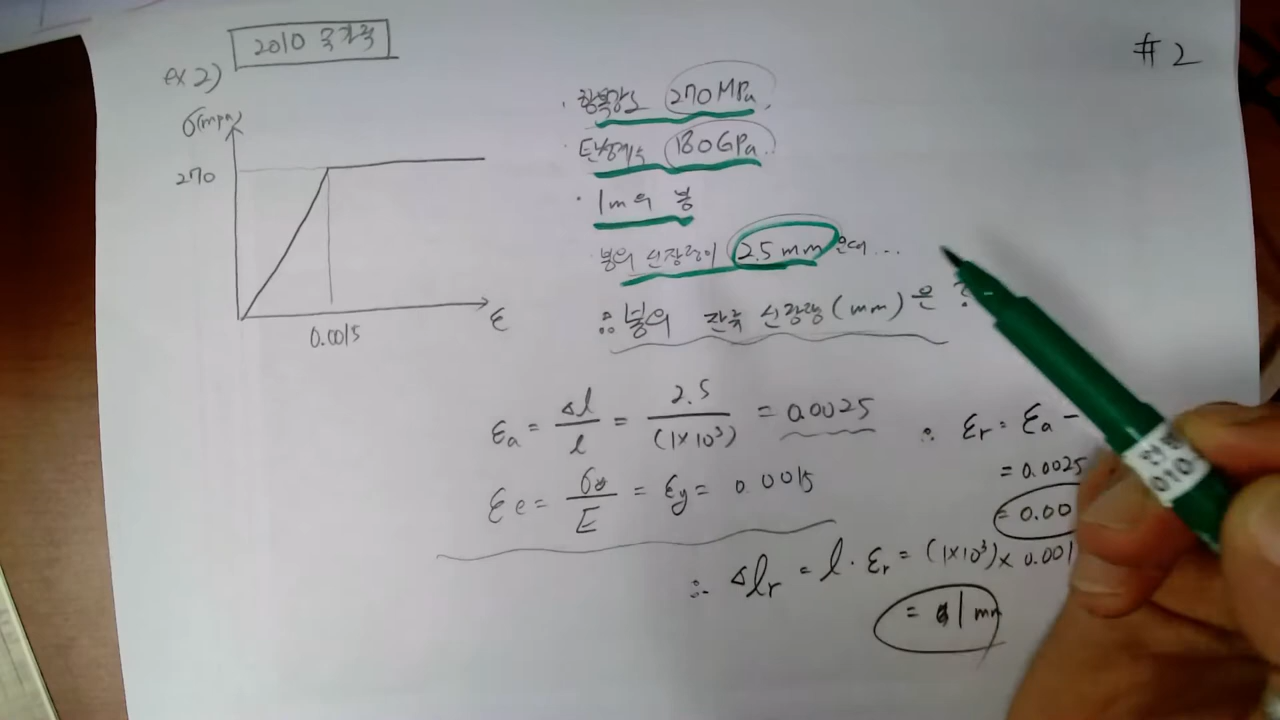 2010 국가직
#2
ex 2)
σ(mpa)
270
0.0015
ε
· 항복강도 270MPa.
· 탄성계수 180GPa.
· 1m의 봉
봉의 신장량이 2.5mm 인데...
∴ 봉의 잔류 신장량(mm)은?
εa = Δl / l = 2.5 / (1×10³) = 0.0025
εe = σy / E = εy = 0.0015
∴ εr = εa -
= 0.0025
= 0.00
∴ Δlr = l · εr = (1×10³) × 0.001
= 1 mm
010